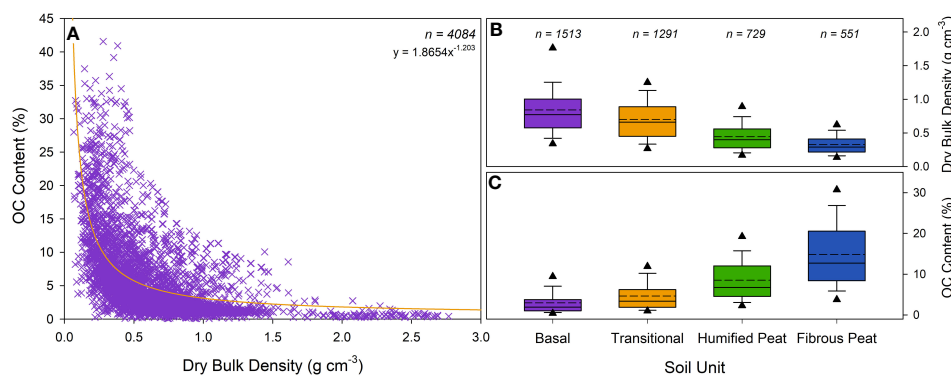 A
n = 4084
y = 1.8654x^-1.203
45
40
35
30
25
20
15
10
5
0
OC Content (%)
0.0
0.5
1.0
1.5
2.0
2.5
3.0
Dry Bulk Density (g cm^-3)
B
n = 1513
n = 1291
n = 729
n = 551
2.0
1.0
0.5
0.0
Dry Bulk Density (g cm^-3)
C
30
20
10
0
OC Content (%)
Basal
Transitional
Humified Peat
Fibrous Peat
Soil Unit